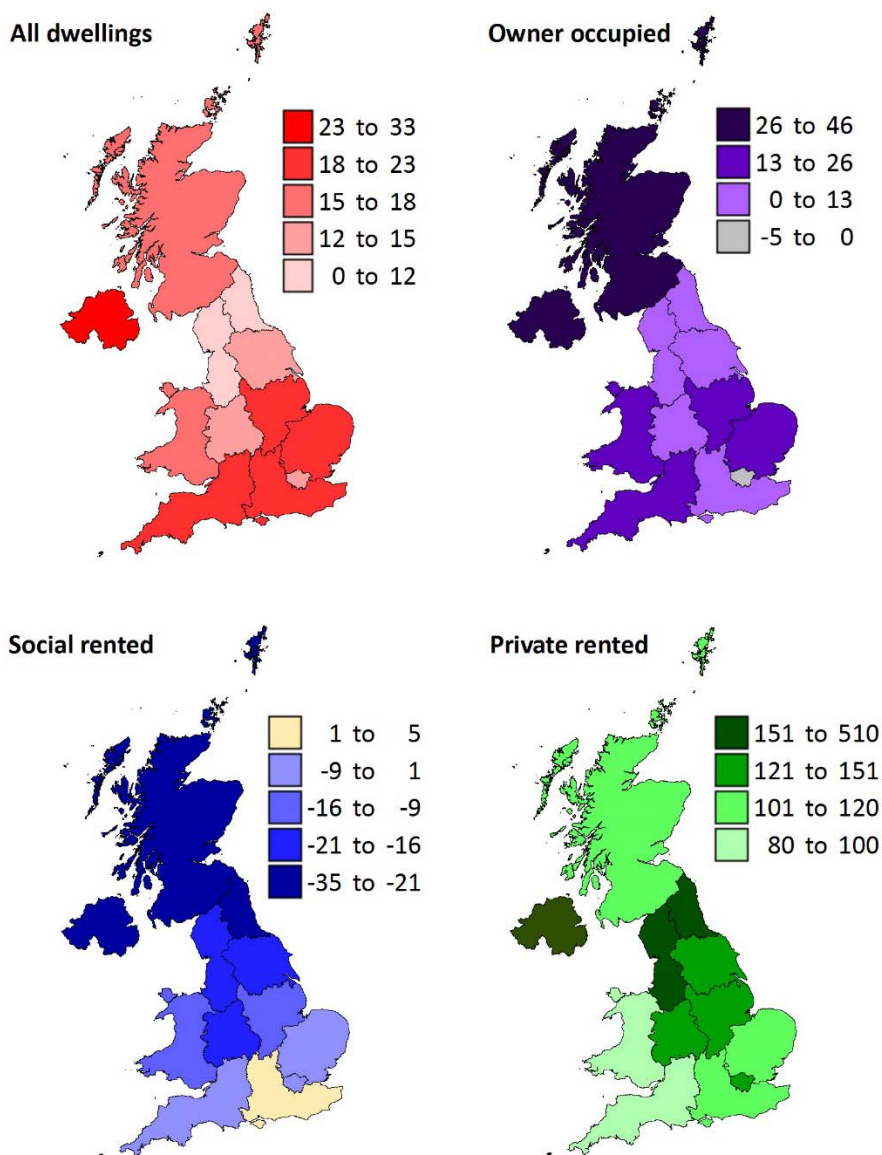 All dwellings
23 to 33
18 to 23
15 to 18
12 to 15
0 to 12
Owner occupied
26 to 46
13 to 26
0 to 13
-5 to 0
Social rented
1 to 5
-9 to 1
-16 to -9
-21 to -16
-35 to -21
Private rented
151 to 510
121 to 151
101 to 120
80 to 100